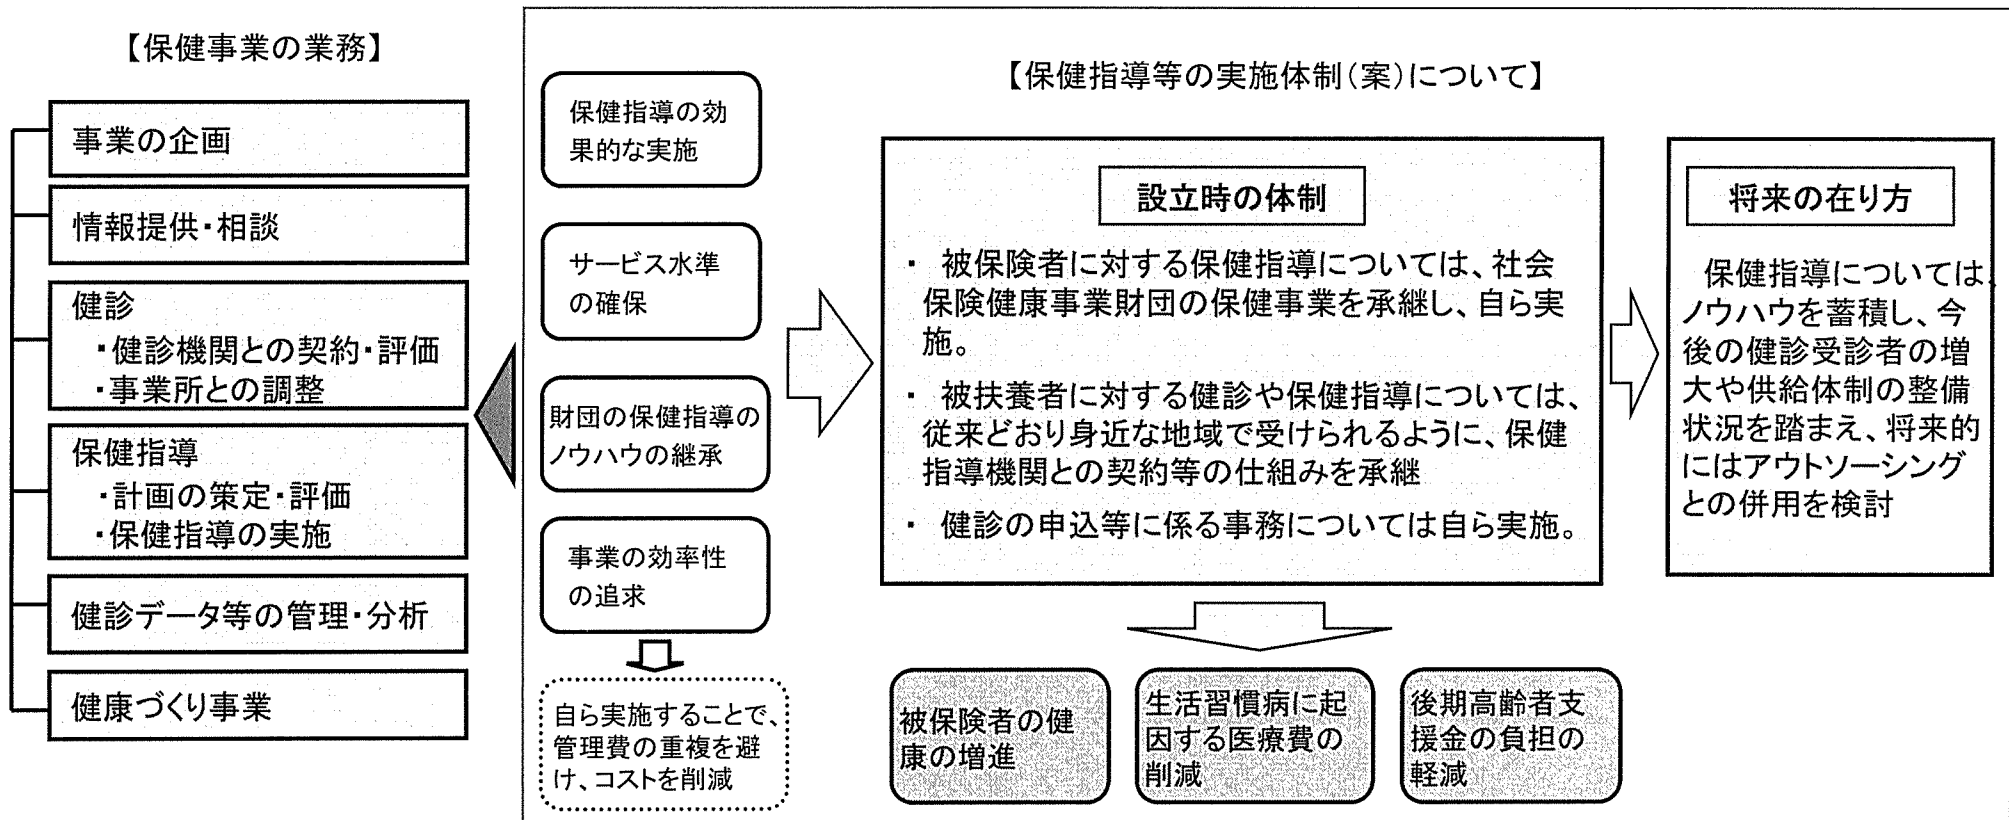 【保健事業の業務】
事業の企画
情報提供・相談
健診
・健診機関との契約・評価
・事業所との調整
保健指導
・計画の策定・評価
・保健指導の実施
健診データ等の管理・分析
健康づくり事業
保健指導の効
果的な実施
サービス水準
の確保
財団の保健指導の
ノウハウの継承
事業の効率性
の追求
自ら実施することで、
管理費の重複を避
け、コストを削減
【保健指導等の実施体制(案)について】
設立時の体制
・ 被保険者に対する保健指導については、社会
保険健康事業財団の保健事業を承継し、自ら実
施。
・ 被扶養者に対する健診や保健指導については、
従来どおり身近な地域で受けられるように、保健
指導機関との契約等の仕組みを承継
・ 健診の申込等に係る事務については自ら実施。
将来の在り方
保健指導については、
ノウハウを蓄積し、今
後の健診受診者の増
大や供給体制の整備
状況を踏まえ、将来的
にはアウトソーシング
との併用を検討
被保険者の健
康の増進
生活習慣病に起
因する医療費の
削減
後期高齢者支
援金の負担の
軽減